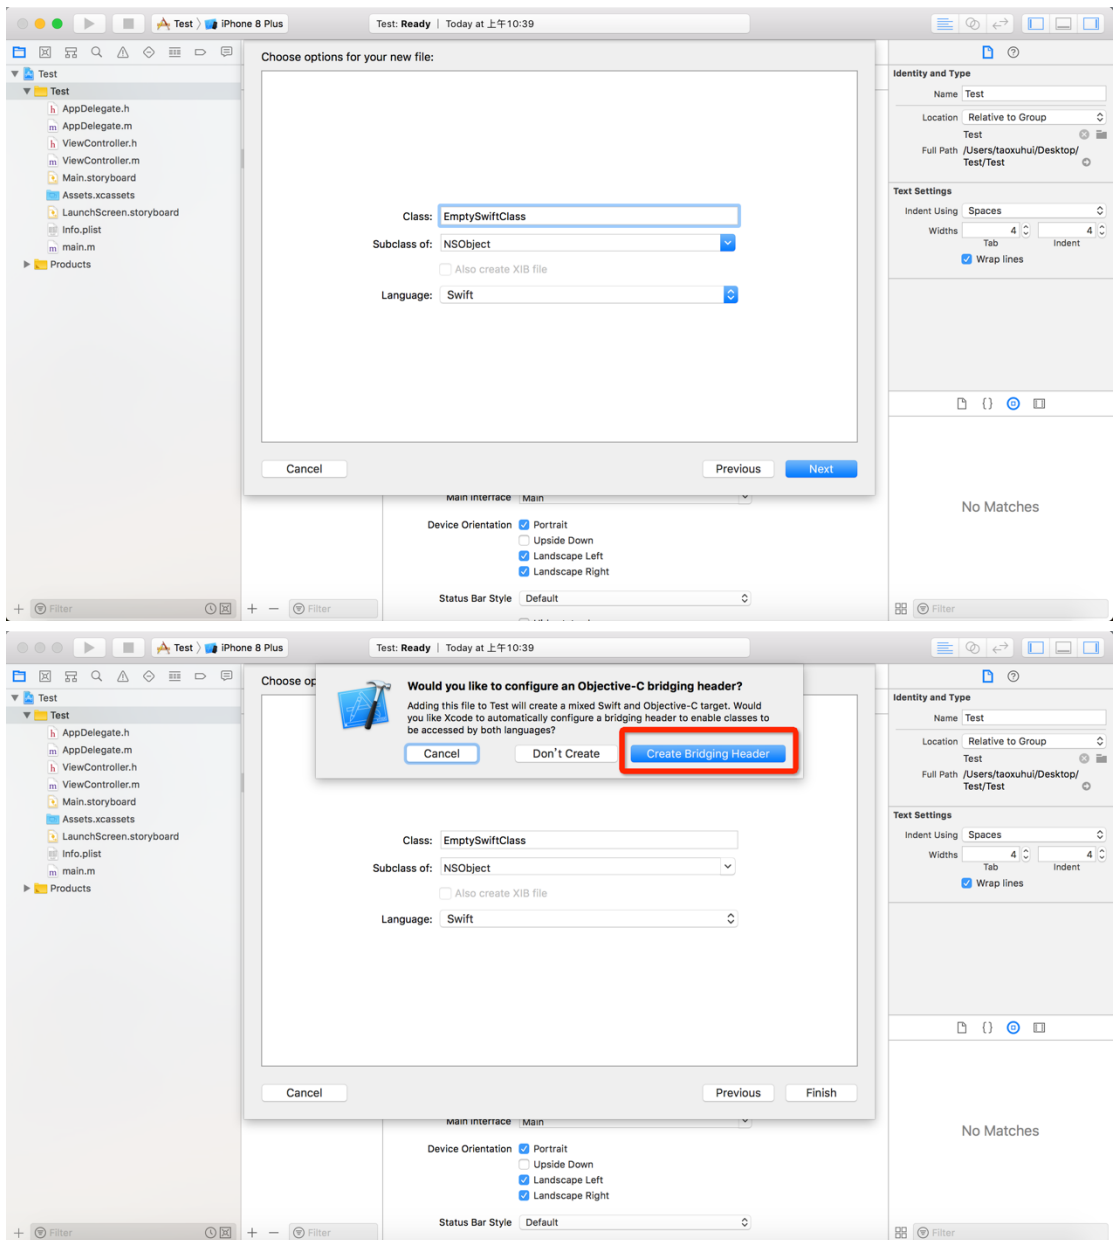 Test 〉 iPhone 8 Plus
Test: Ready | Today at 上午10:39
Choose options for your new file:
Test
Test
AppDelegate.h
AppDelegate.m
ViewController.h
ViewController.m
Main.storyboard
Assets.xcassets
LaunchScreen.storyboard
Info.plist
main.m
Products
Class: EmptySwiftClass
Subclass of: NSObject
Also create XIB file
Language: Swift
Cancel
Previous
Next
Main Interface Main
Device Orientation Portrait
Upside Down
Landscape Left
Landscape Right
Status Bar Style Default
Filter
Filter
Identity and Type
Name Test
Location Relative to Group
Test
Full Path /Users/taoxuhui/Desktop/
Test/Test
Text Settings
Indent Using Spaces
Widths 4 4
Tab Indent
Wrap lines
No Matches
Filter
Test 〉 iPhone 8 Plus
Test: Ready | Today at 上午10:39
Choose op
Would you like to configure an Objective-C bridging header?
Adding this file to Test will create a mixed Swift and Objective-C target. Would
you like Xcode to automatically configure a bridging header to enable classes to
be accessed by both languages?
Cancel
Don't Create
Create Bridging Header
Test
Test
AppDelegate.h
AppDelegate.m
ViewController.h
ViewController.m
Main.storyboard
Assets.xcassets
LaunchScreen.storyboard
Info.plist
main.m
Products
Class: EmptySwiftClass
Subclass of: NSObject
Also create XIB file
Language: Swift
Cancel
Previous
Finish
Main Interface Main
Device Orientation Portrait
Upside Down
Landscape Left
Landscape Right
Status Bar Style Default
Filter
Filter
Identity and Type
Name Test
Location Relative to Group
Test
Full Path /Users/taoxuhui/Desktop/
Test/Test
Text Settings
Indent Using Spaces
Widths 4 4
Tab Indent
Wrap lines
No Matches
Filter